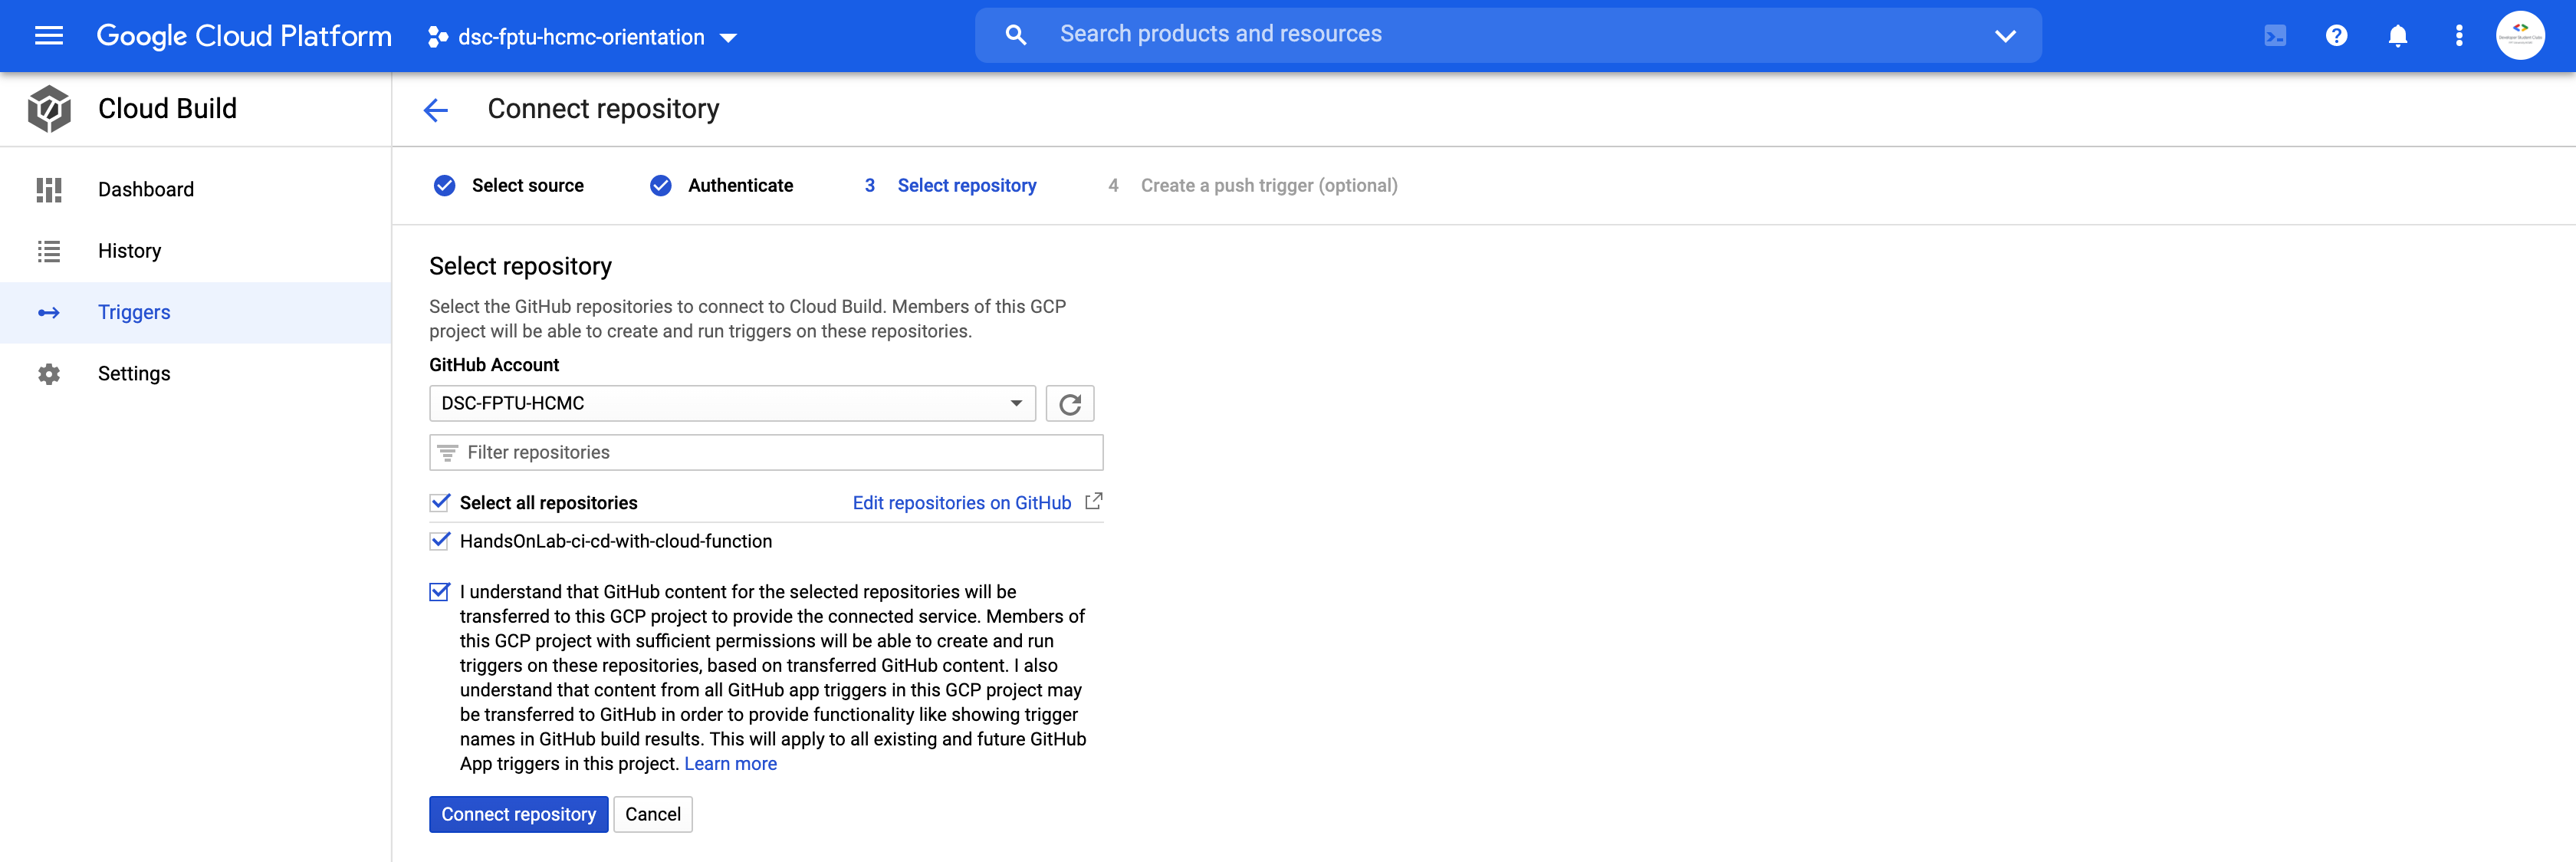 Google Cloud Platform
dsc-fptu-hcmc-orientation
Search products and resources
Cloud Build
Connect repository
Dashboard
History
Triggers
Settings
Select source
Authenticate
3 Select repository
4 Create a push trigger (optional)
Select repository
Select the GitHub repositories to connect to Cloud Build. Members of this GCP
project will be able to create and run triggers on these repositories.
GitHub Account
DSC-FPTU-HCMC
Filter repositories
Select all repositories
Edit repositories on GitHub
HandsOnLab-ci-cd-with-cloud-function
I understand that GitHub content for the selected repositories will be
transferred to this GCP project to provide the connected service. Members of
this GCP project with sufficient permissions will be able to create and run
triggers on these repositories, based on transferred GitHub content. I also
understand that content from all GitHub app triggers in this GCP project may
be transferred to GitHub in order to provide functionality like showing trigger
names in GitHub build results. This will apply to all existing and future GitHub
App triggers in this project. Learn more
Connect repository
Cancel